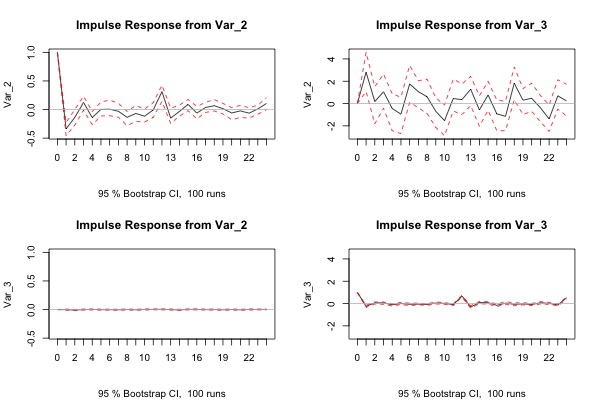 Impulse Response from Var_2
Var_2
-0.5 0.0 0.5 1.0
0 2 4 6 8 10 13 16 19 22
95 % Bootstrap CI, 100 runs
Impulse Response from Var_3
Var_2
-2 0 2 4
0 2 4 6 8 10 13 16 19 22
95 % Bootstrap CI, 100 runs
Impulse Response from Var_2
Var_3
-0.5 0.0 0.5 1.0
0 2 4 6 8 10 13 16 19 22
95 % Bootstrap CI, 100 runs
Impulse Response from Var_3
Var_3
-2 0 2 4
0 2 4 6 8 10 13 16 19 22
95 % Bootstrap CI, 100 runs